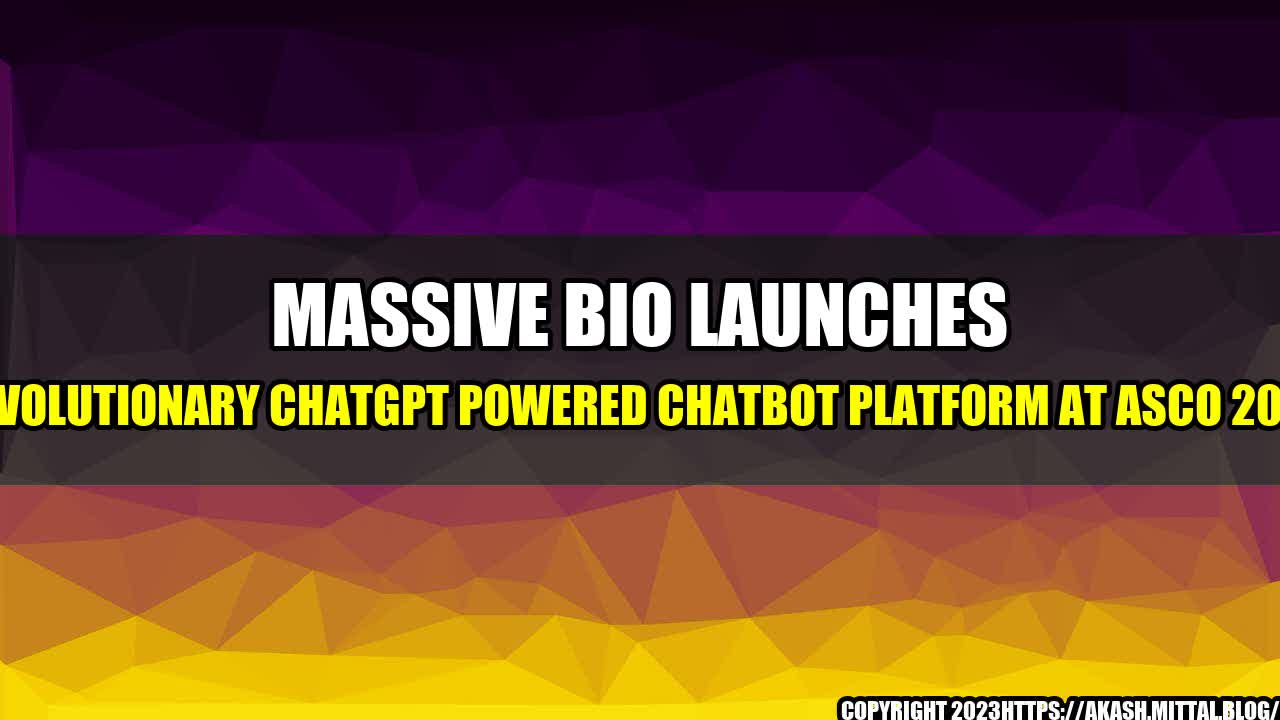 MASSIVE BIO LAUNCHES
VOLUTIONARY CHATGPT POWERED CHATBOT PLATFORM AT ASCO 20
COPYRIGHT 2023HTTPS://AKASH.MITTAL.BLOG/